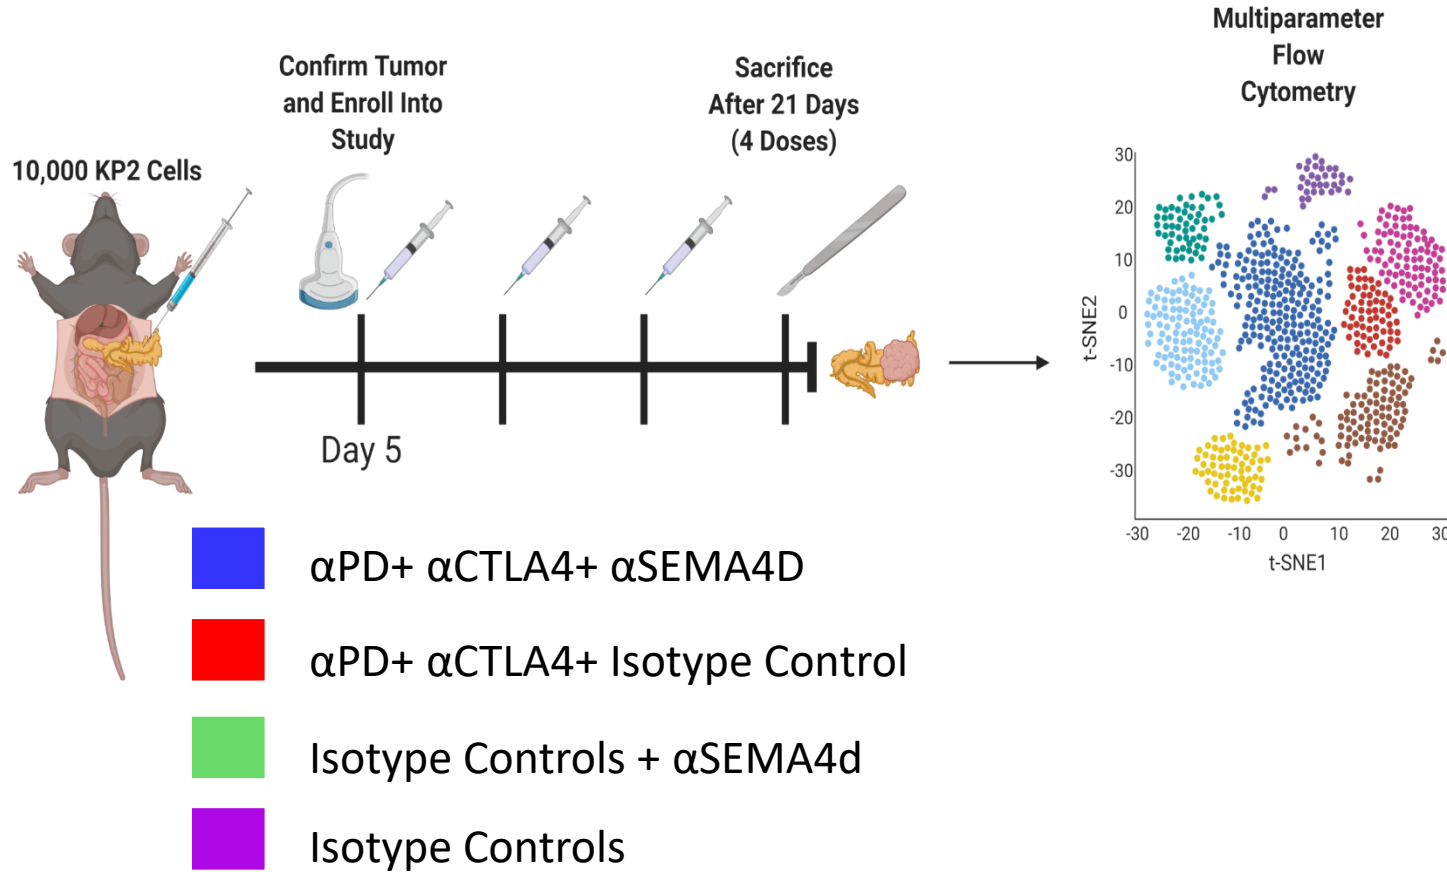 Multiparameter
Flow
Cytometry
Confirm Tumor
and Enroll Into
Study
Sacrifice
After 21 Days
(4 Doses)
10,000 KP2 Cells
Day 5
30
20
10
0
-10
-20
-30
t-SNE2
-30 -20 -10 0 10 20 30
t-SNE1
αPD+ αCTLA4+ αSEMA4D
αPD+ αCTLA4+ Isotype Control
Isotype Controls + αSEMA4d
Isotype Controls